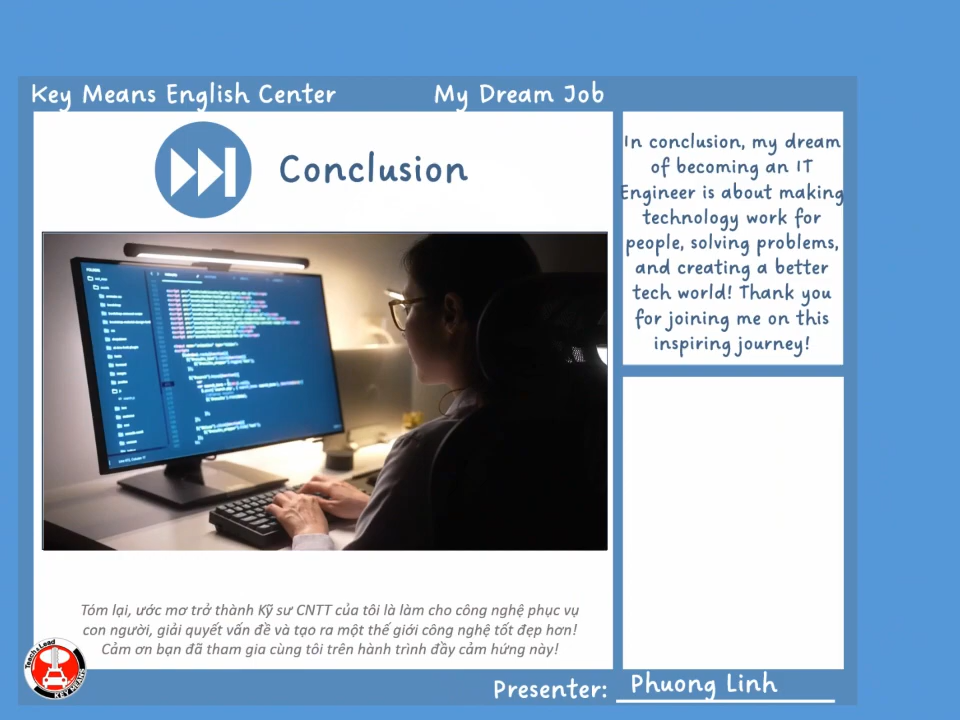 Key Means English Center
My Dream Job
Conclusion
In conclusion, my dream
of becoming an IT
Engineer is about making
technology work for
people, solving problems,
and creating a better
tech world! Thank you
for joining me on this
inspiring journey!
Tóm lại, ước mơ trở thành Kỹ sư CNTT của tôi là làm cho công nghệ phục vụ
con người, giải quyết vấn đề và tạo ra một thế giới công nghệ tốt đẹp hơn!
Cảm ơn bạn đã tham gia cùng tôi trên hành trình đầy cảm hứng này!
Teach & Lead
KEY MEANS
Presenter: Phuong Linh